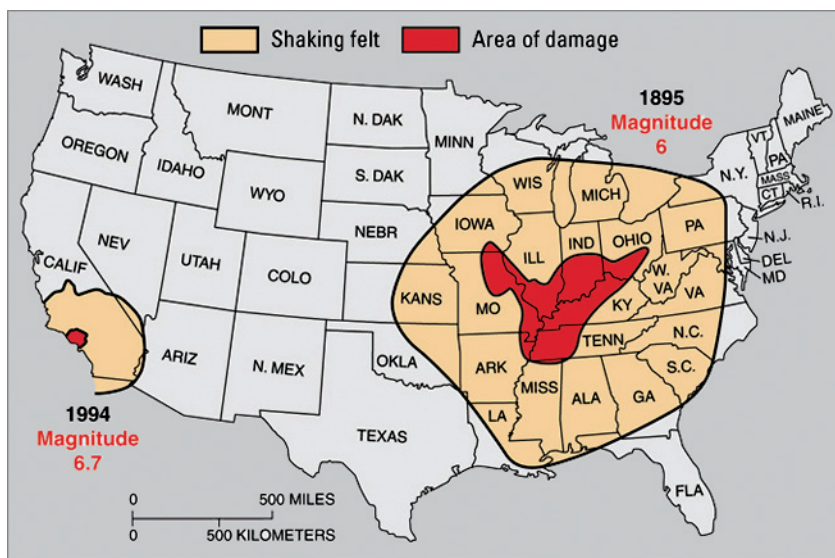 Shaking felt
Area of damage
WASH
OREGON
IDAHO
MONT
WYO
N. DAK
S. DAK
NEBR
MINN
NEV
UTAH
COLO
CALIF
ARIZ
N. MEX
KANS
OKLA
TEXAS
IOWA
WIS
MICH
ILL
IND
OHIO
MO
KY
W.
VA
VA
PA
N.Y.
VT.
PA
MAINE
MASS
CT
R.I.
N.J.
DEL
MD
TENN
N.C.
S.C.
ARK
LA
MISS
ALA
GA
FLA
1895
Magnitude
6
1994
Magnitude
6.7
0
500 MILES
0
500 KILOMETERS